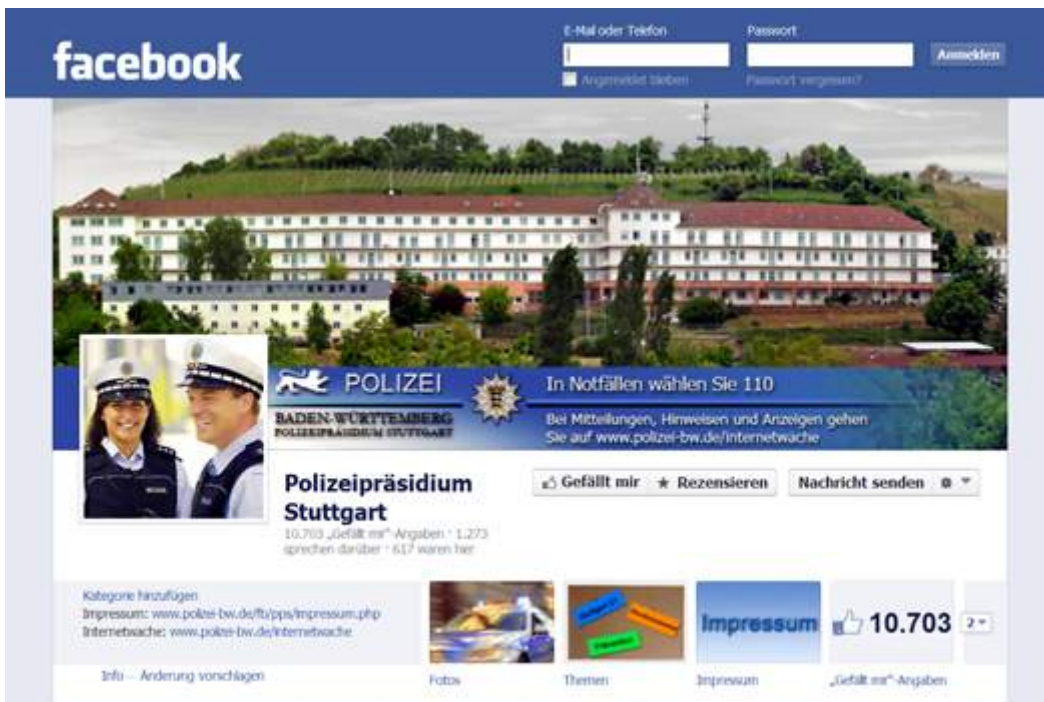 E-Mail oder Telefon
Passwort
facebook
Anmelden
Angemeldet bleiben
Passwort vergessen?
POLIZEI
BADEN-WÜRTTEMBERG
POLIZEIPRÄSIDIUM STUTTGART
In Notfällen wählen Sie 110
Bei Mitteilungen, Hinweisen und Anzeigen gehen
Sie auf www.polizei-bw.de/internetwache
Polizeipräsidium
Stuttgart
10.703 „Gefällt mir“-Angaben · 1.273
sprechen darüber · 617 waren hier
Gefällt mir
Rezensieren
Nachricht senden
Kategorie hinzufügen
Impressum: www.polizei-bw.de/fb/pps/impressum.php
Internetwache: www.polizei-bw.de/internetwache
Info – Änderung vorschlagen
Impressum
10.703
2
Fotos
Themen
Impressum
„Gefällt mir“-Angaben